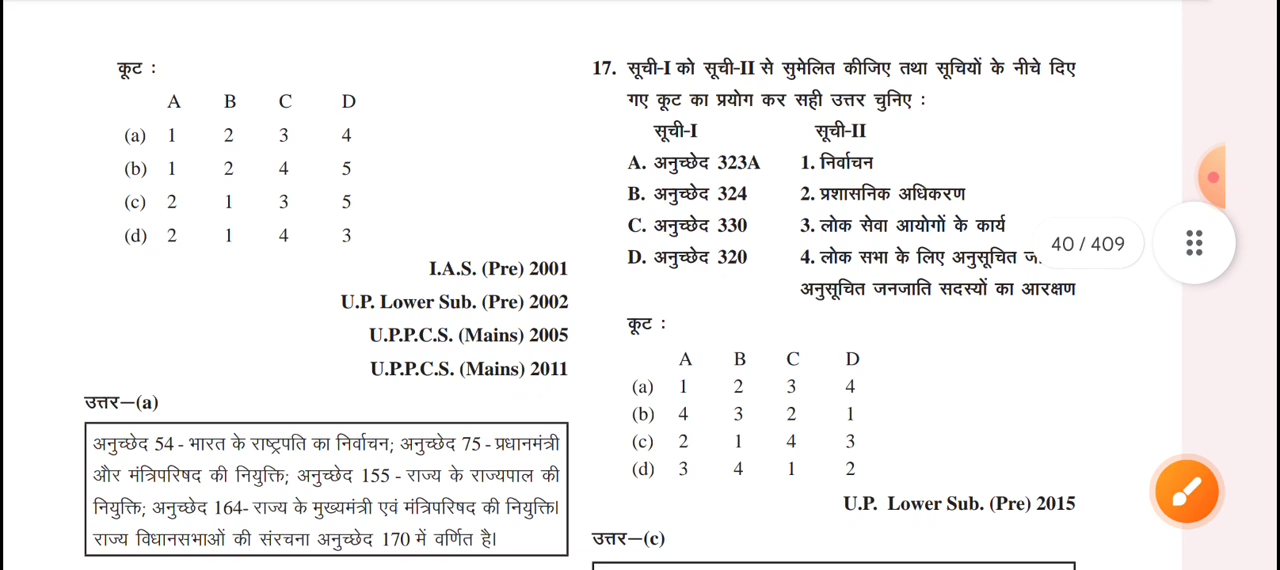 कूट :
A B C D
(a) 1 2 3 4
(b) 1 2 4 5
(c) 2 1 3 5
(d) 2 1 4 3
I.A.S. (Pre) 2001
U.P. Lower Sub. (Pre) 2002
U.P.P.C.S. (Mains) 2005
U.P.P.C.S. (Mains) 2011
उत्तर–(a)
अनुच्छेद 54 - भारत के राष्ट्रपति का निर्वाचन; अनुच्छेद 75 - प्रधानमंत्री
और मंत्रिपरिषद की नियुक्ति; अनुच्छेद 155 - राज्य के राज्यपाल की
नियुक्ति; अनुच्छेद 164- राज्य के मुख्यमंत्री एवं मंत्रिपरिषद की नियुक्ति।
राज्य विधानसभाओं की संरचना अनुच्छेद 170 में वर्णित है।
17. सूची-I को सूची-II से सुमेलित कीजिए तथा सूचियों के नीचे दिए
गए कूट का प्रयोग कर सही उत्तर चुनिए :
सूची-I सूची-II
A. अनुच्छेद 323A 1. निर्वाचन
B. अनुच्छेद 324 2. प्रशासनिक अधिकरण
C. अनुच्छेद 330 3. लोक सेवा आयोगों के कार्य
D. अनुच्छेद 320 4. लोक सभा के लिए अनुसूचित
अनुसूचित जनजाति सदस्यों का आरक्षण
कूट :
A B C D
(a) 1 2 3 4
(b) 4 3 2 1
(c) 2 1 4 3
(d) 3 4 1 2
U.P. Lower Sub. (Pre) 2015
उत्तर–(c)
40 / 409